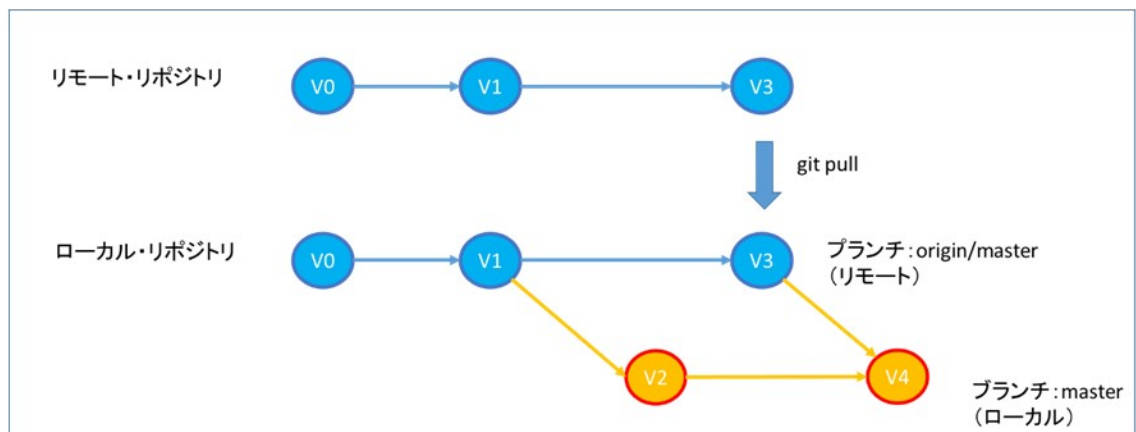 リモート・リポジトリ
V0
V1
V3
git pull
ローカル・リポジトリ
V0
V1
V3
プランチ：origin/master
（リモート）
V2
V4
ブランチ：master
（ローカル）